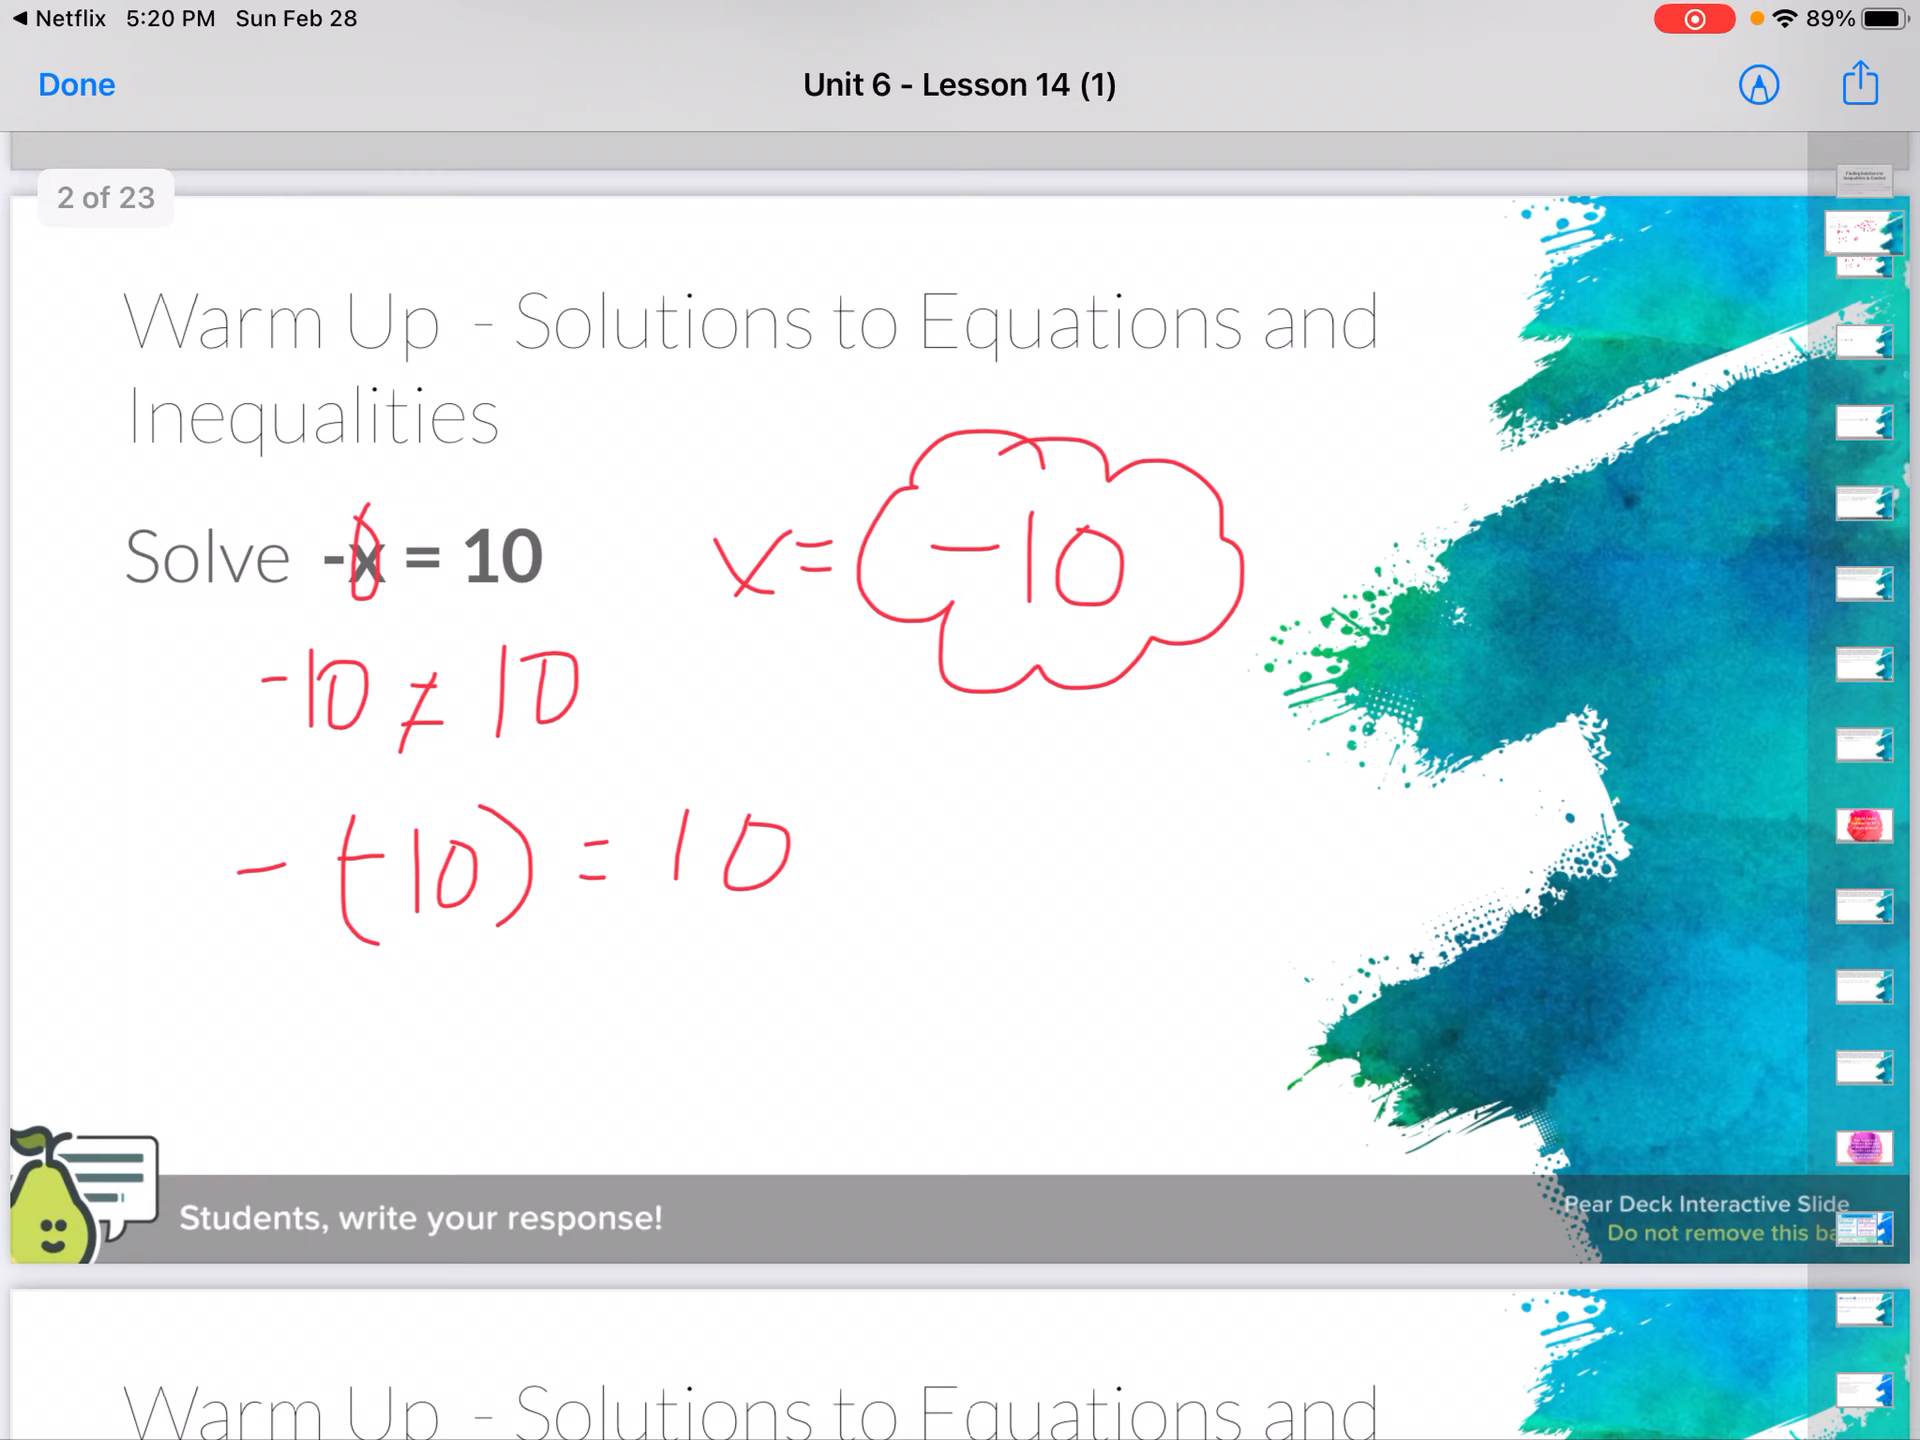 Netflix 5:20 PM Sun Feb 28 89%
Done Unit 6 - Lesson 14 (1)
2 of 23
Warm Up - Solutions to Equations and
Inequalities
Solve -x = 10
x = -10
-10 ≠ 10
- (-10) = 10
Students, write your response!
Pear Deck Interactive Slide
Do not remove this ba
Warm Up - Solutions to Equations and